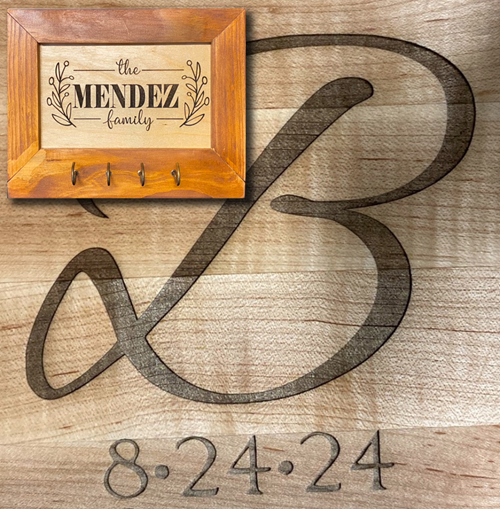 the
MENDEZ
family
B
8•24•24